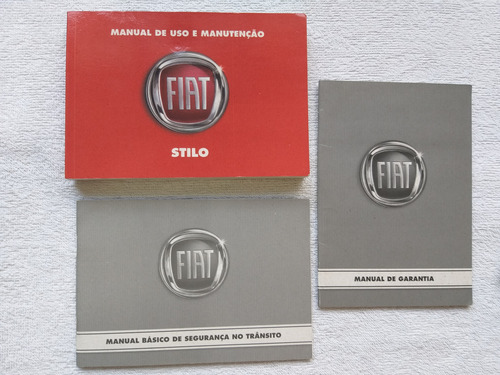 MANUAL DE USO E MANUTENÇÃO
FIAT
STILO
FIAT
MANUAL DE GARANTIA
FIAT
MANUAL BÁSICO DE SEGURANÇA NO TRÂNSITO